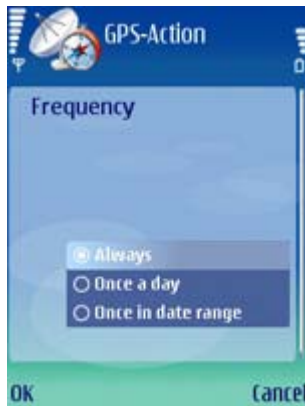 GPS-Action
Frequency
Always
Once a day
Once in date range
OK Cancel